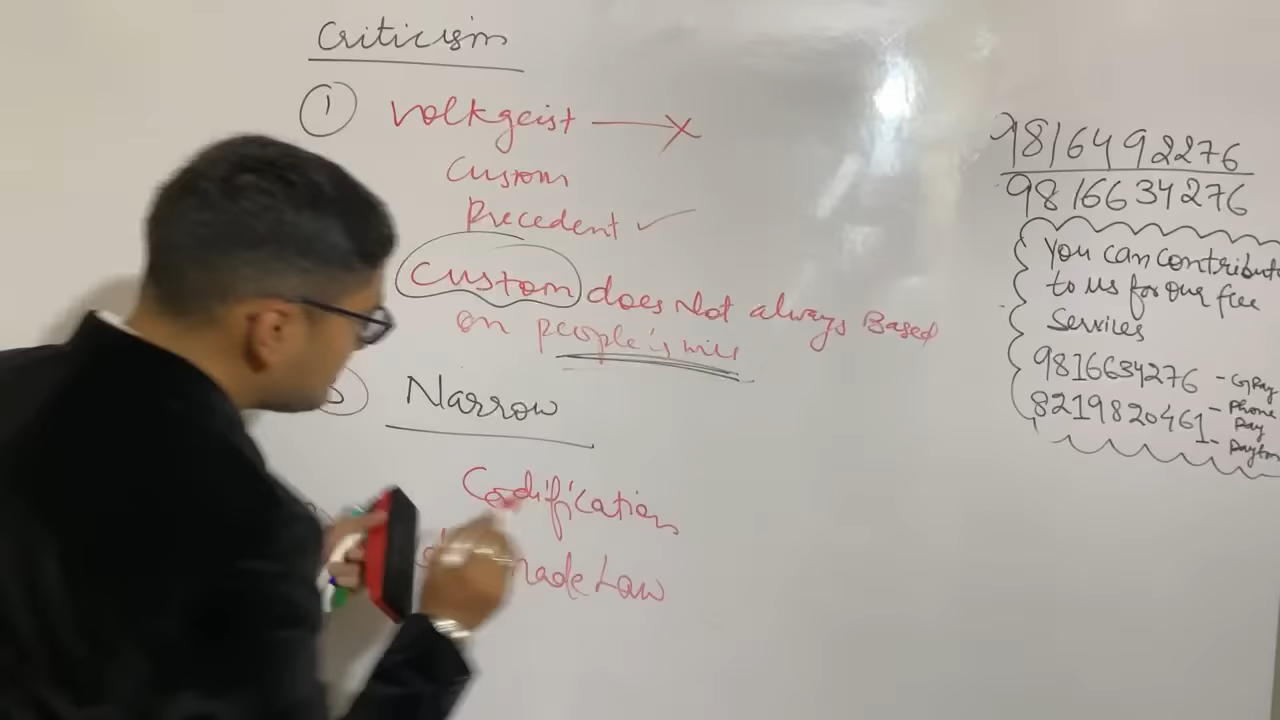 Criticism
1 Volkgeist → X
Custom
Precedent ✓
Custom does Not always Based
on people's will
Narrow
Codification
made Law
9816492276
9816634276
You can contribute
to us for our free
Services
9816634276 - GPay
8219820461 - Phone
Pay
- Paytm